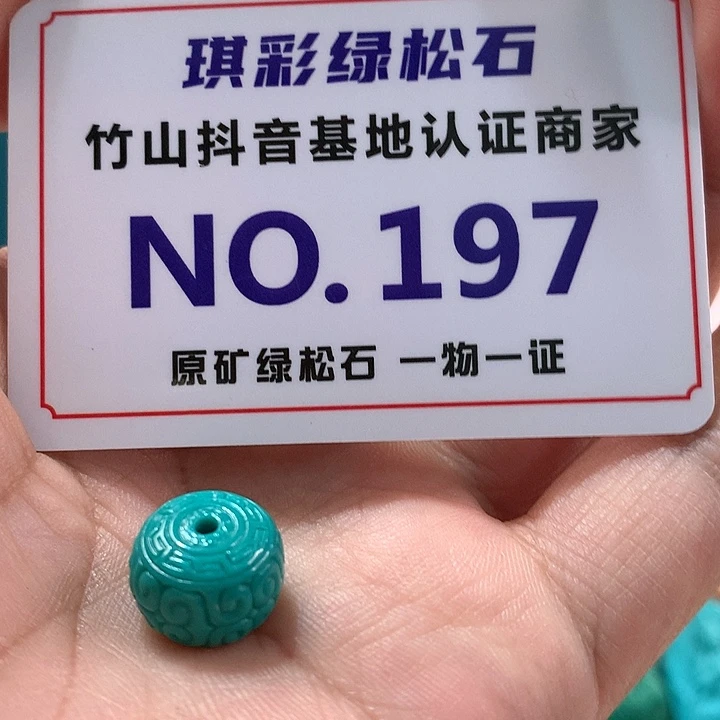 琪彩绿松石
竹山抖音基地认证商家
NO.197
原矿绿松石 一物一证